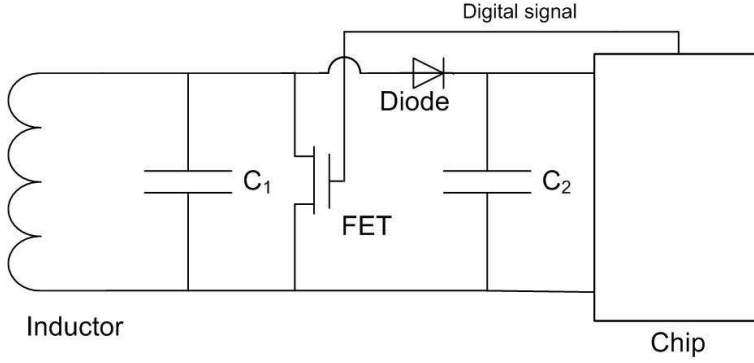 Digital signal
Diode
C₁
C₂
FET
Inductor
Chip